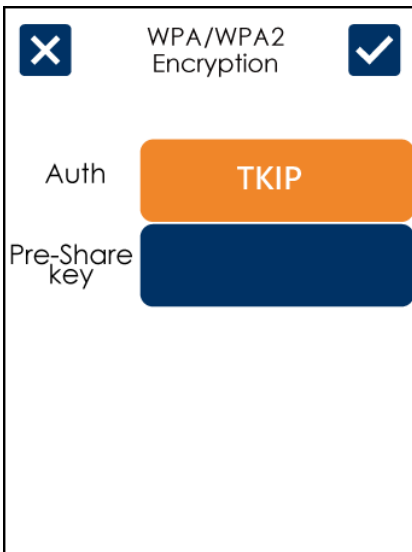 WPA/WPA2
Encryption
Auth
TKIP
Pre-Share
key